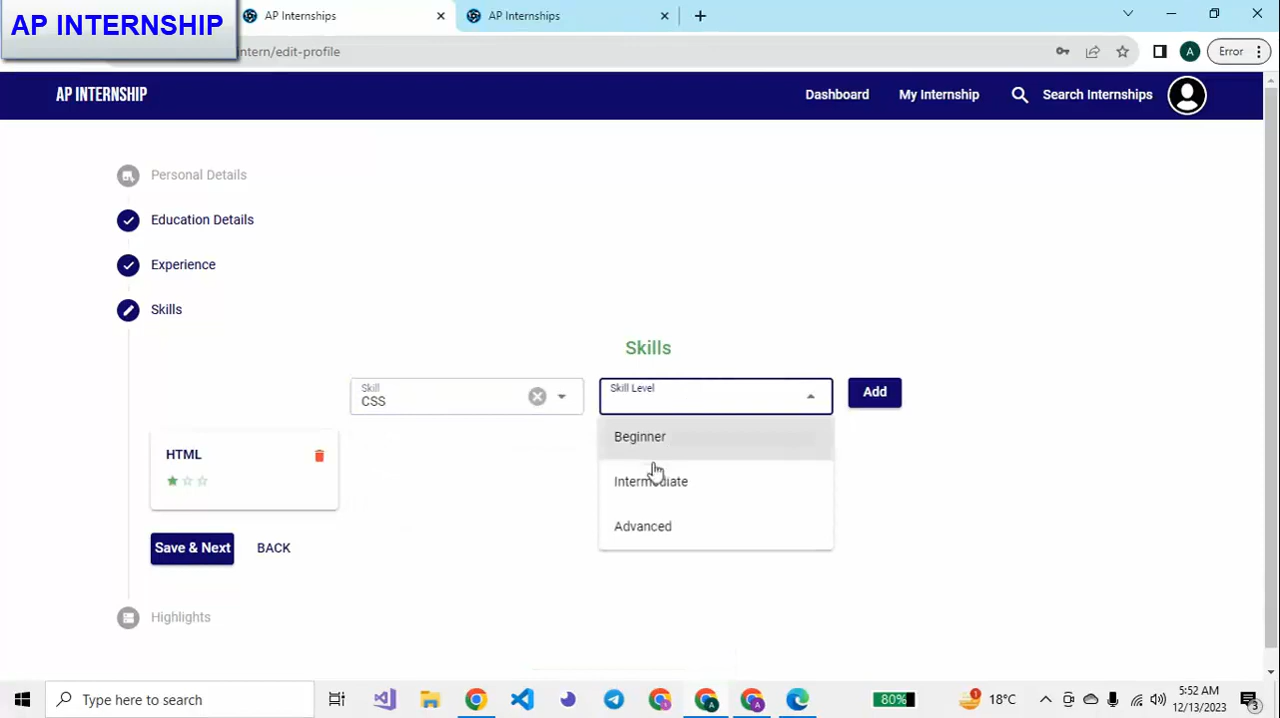 AP INTERNSHIP
AP Internships
AP Internships
intern/edit-profile
A
Error
AP INTERNSHIP
Dashboard
My Internship
Search Internships
Personal Details
Education Details
Experience
Skills
Skills
Skill
CSS
Skill Level
Add
Beginner
Intermediate
Advanced
HTML
Save & Next
BACK
Highlights
Type here to search
80%
18°C
5:52 AM
12/13/2023
3